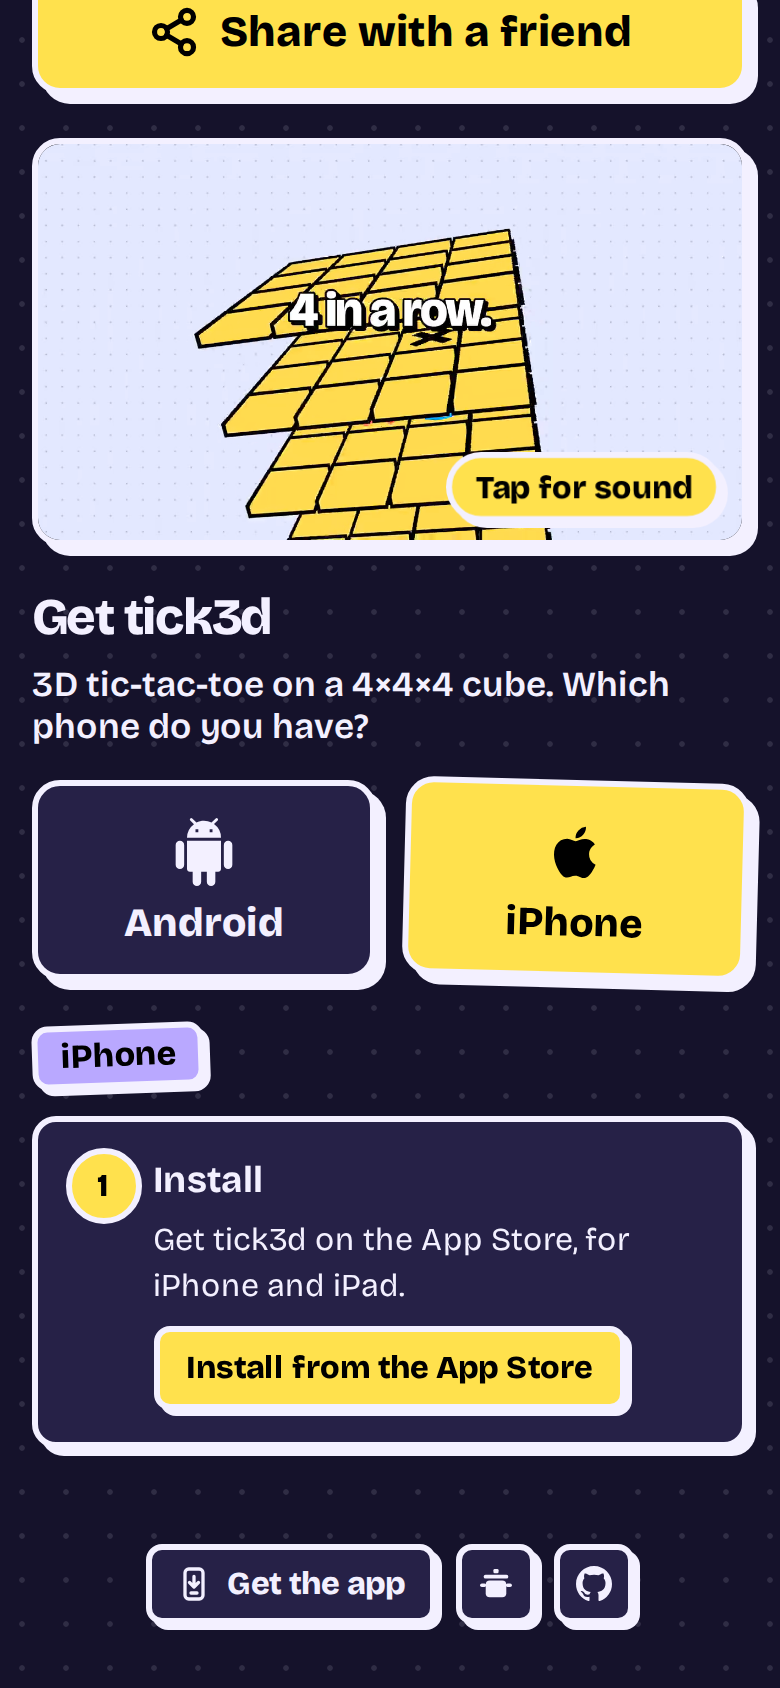 Share with a friend
4 in a row.
Tap for sound
Get tick3d
3D tic-tac-toe on a 4×4×4 cube. Which
phone do you have?
Android
iPhone
iPhone
1
Install
Get tick3d on the App Store, for
iPhone and iPad.
Install from the App Store
Get the app